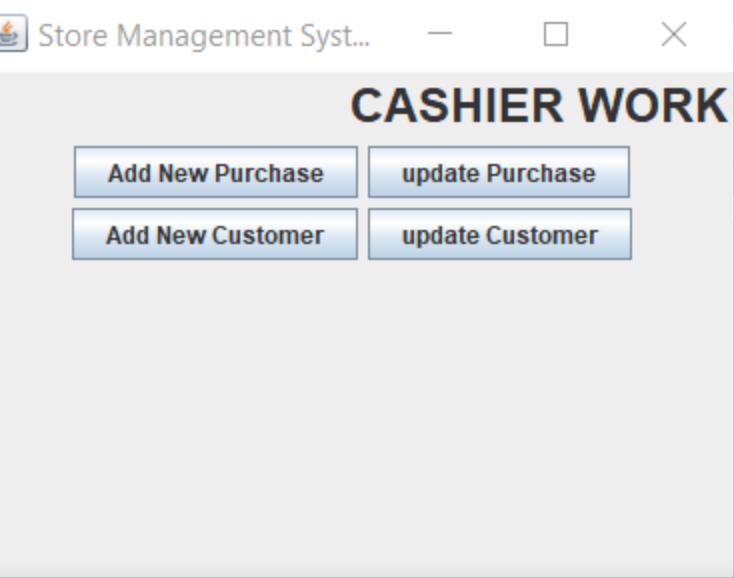 Store Management Syst...
CASHIER WORK
Add New Purchase update Purchase
Add New Customer update Customer